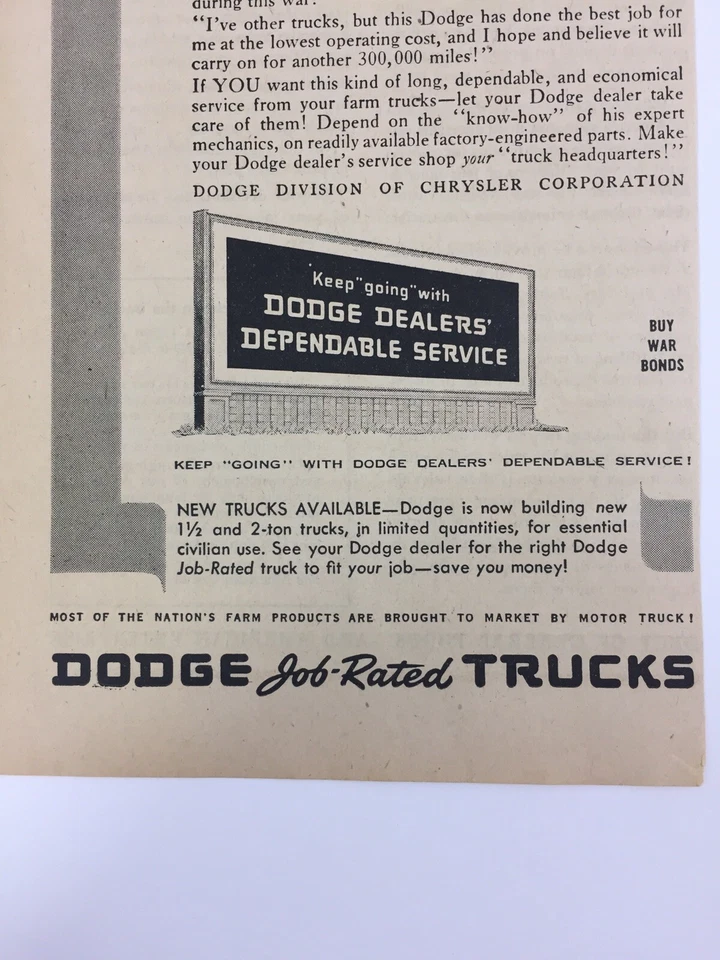 during this war.
"I've other trucks, but this Dodge has done the best job for
me at the lowest operating cost, and I hope and believe it will
carry on for another 300,000 miles!"
If YOU want this kind of long, dependable, and economical
service from your farm trucks—let your Dodge dealer take
care of them! Depend on the "know-how" of his expert
mechanics, on readily available factory-engineered parts. Make
your Dodge dealer's service shop your "truck headquarters!"
DODGE DIVISION OF CHRYSLER CORPORATION
Keep "going" with
DODGE DEALERS'
DEPENDABLE SERVICE
BUY
WAR
BONDS
KEEP "GOING" WITH DODGE DEALERS' DEPENDABLE SERVICE!
NEW TRUCKS AVAILABLE—Dodge is now building new
1½ and 2-ton trucks, in limited quantities, for essential
civilian use. See your Dodge dealer for the right Dodge
Job-Rated truck to fit your job—save you money!
MOST OF THE NATION'S FARM PRODUCTS ARE BROUGHT TO MARKET BY MOTOR TRUCK!
DODGE Job-Rated TRUCKS